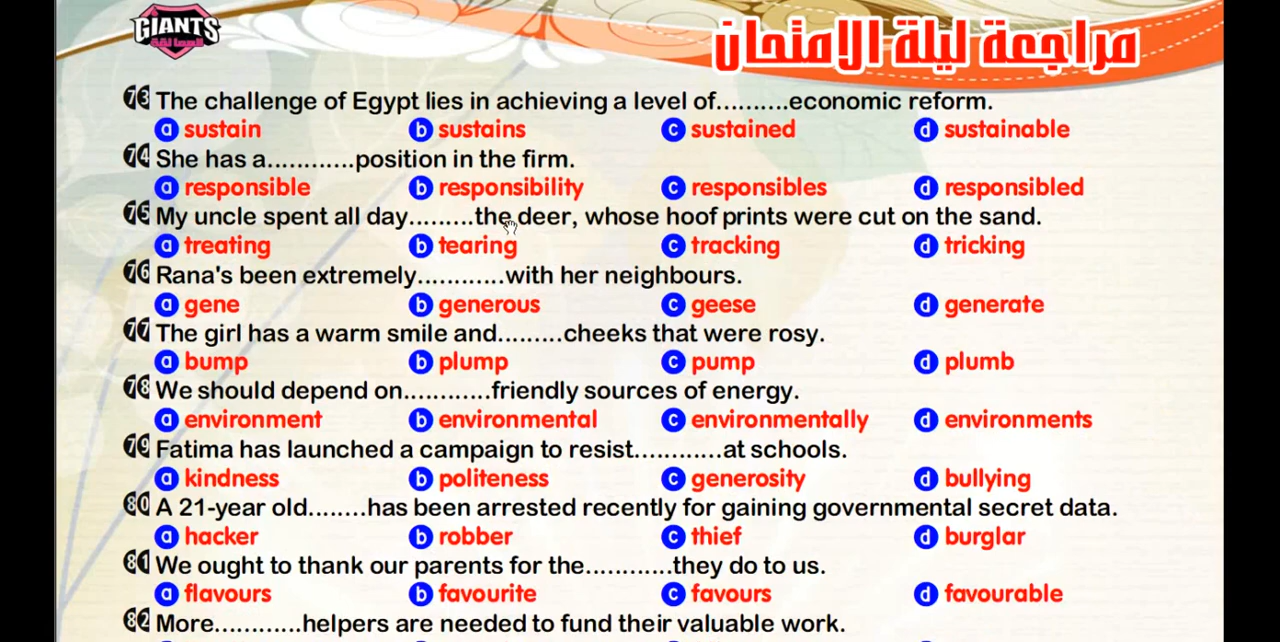 GIANTS
مراجعة ليلة الامتحان
73 The challenge of Egypt lies in achieving a level of..........economic reform.
a sustain b sustains c sustained d sustainable
74 She has a............position in the firm.
a responsible b responsibility c responsibles d responsibled
75 My uncle spent all day.........the deer, whose hoof prints were cut on the sand.
a treating b tearing c tracking d tricking
76 Rana's been extremely............with her neighbours.
a gene b generous c geese d generate
77 The girl has a warm smile and.........cheeks that were rosy.
a bump b plump c pump d plumb
78 We should depend on............friendly sources of energy.
a environment b environmental c environmentally d environments
79 Fatima has launched a campaign to resist............at schools.
a kindness b politeness c generosity d bullying
80 A 21-year old........has been arrested recently for gaining governmental secret data.
a hacker b robber c thief d burglar
81 We ought to thank our parents for the............they do to us.
a flavours b favourite c favours d favourable
82 More............helpers are needed to fund their valuable work.